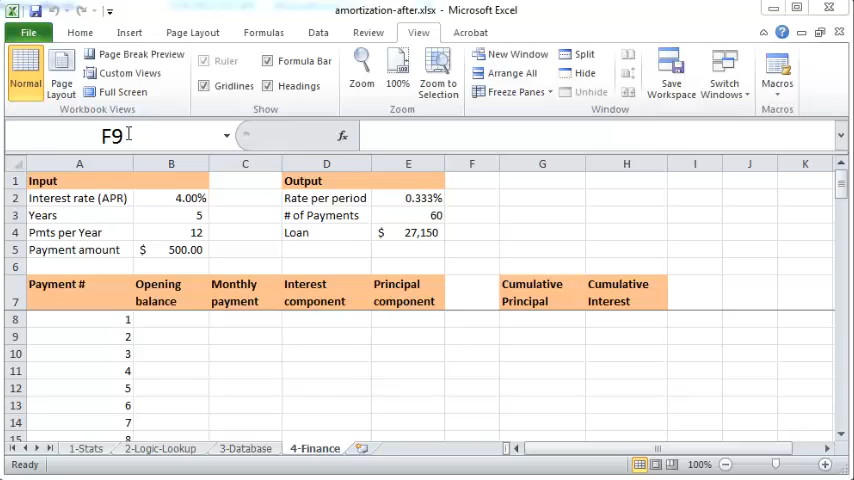 amortization-after.xlsx - Microsoft Excel
File Home Insert Page Layout Formulas Data Review View Acrobat
Normal
Page Layout
Page Break Preview
Custom Views
Full Screen
Workbook Views
Ruler
Formula Bar
Gridlines
Headings
Show
Zoom
100%
Zoom to Selection
Zoom
New Window
Arrange All
Freeze Panes
Split
Hide
Unhide
Save Workspace
Switch Windows
Window
Macros
Macros
F9 fx
A B C D E F G H I J K
1 Input Output
2 Interest rate (APR) 4.00% Rate per period 0.333%
3 Years 5 # of Payments 60
4 Pmts per Year 12 Loan $ 27,150
5 Payment amount $ 500.00
6
7 Payment # Opening balance Monthly payment Interest component Principal component Cumulative Principal Cumulative Interest
8 1
9 2
10 3
11 4
12 5
13 6
14 7
15 8
1-Stats 2-Logic-Lookup 3-Database 4-Finance
Ready 100%